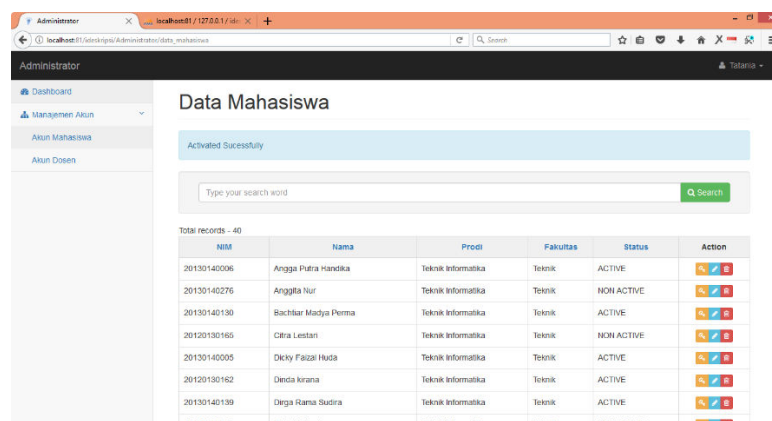 Administrator
localhost:81 / 127.0.0.1 / ides
localhost:81/ideskripsi/Administrator/data_mahasiswa
Search
Administrator
Tatania
Dashboard
Manajemen Akun
Akun Mahasiswa
Akun Dosen
Data Mahasiswa
Activated Sucessfully
Type your search word
Search
Total records - 40
NIM Nama Prodi Fakultas Status Action
20130140006 Angga Putra Handika Teknik Informatika Teknik ACTIVE
20130140276 Anggita Nur Teknik Informatika Teknik NON ACTIVE
20130140130 Bachtiar Madya Perma Teknik Informatika Teknik ACTIVE
20120130165 Citra Lestari Teknik Informatika Teknik NON ACTIVE
20130140005 Dicky Faizal Huda Teknik Informatika Teknik ACTIVE
20120130162 Dinda kirana Teknik Informatika Teknik ACTIVE
20130140139 Dirga Rama Sudira Teknik Informatika Teknik ACTIVE